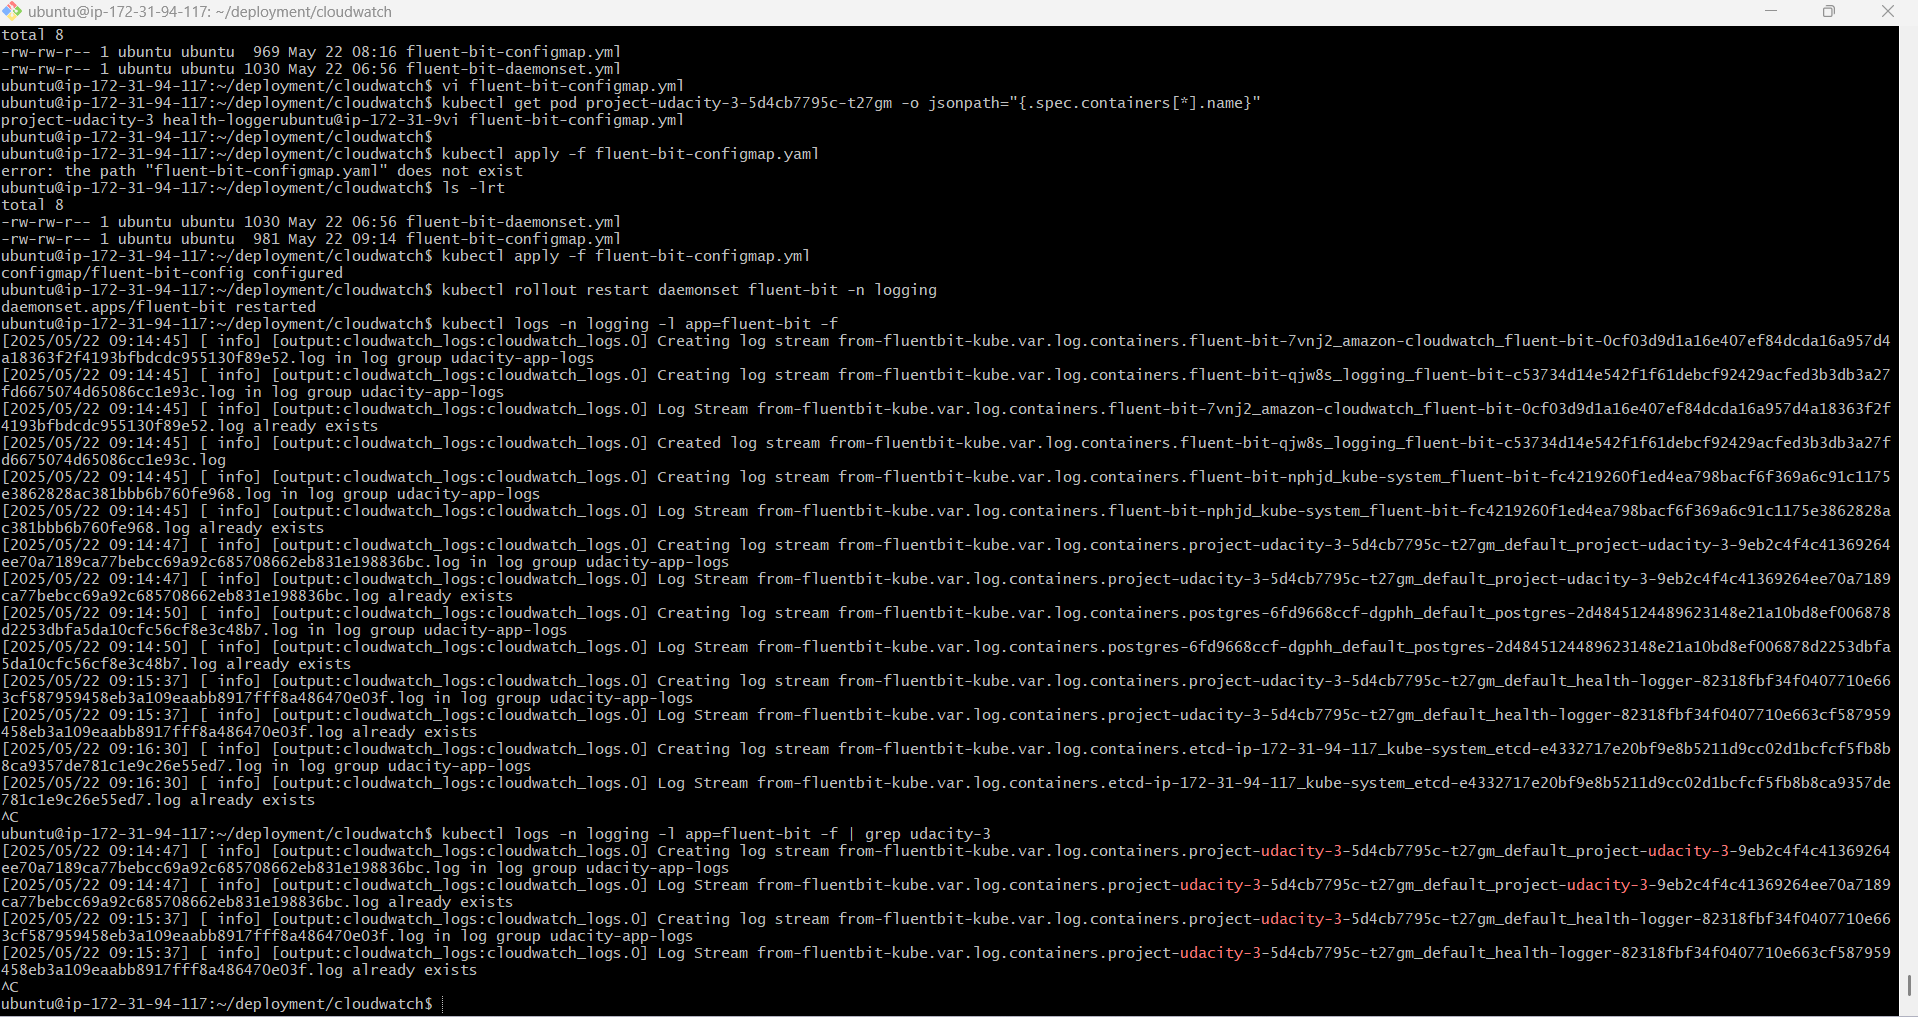 ubuntu@ip-172-31-94-117: ~/deployment/cloudwatch
total 8
-rw-rw-r-- 1 ubuntu ubuntu  969 May 22 08:16 fluent-bit-configmap.yml
-rw-rw-r-- 1 ubuntu ubuntu 1030 May 22 06:56 fluent-bit-daemonset.yml
ubuntu@ip-172-31-94-117:~/deployment/cloudwatch$ vi fluent-bit-configmap.yml
ubuntu@ip-172-31-94-117:~/deployment/cloudwatch$ kubectl get pod project-udacity-3-5d4cb7795c-t27gm -o jsonpath="{.spec.containers[*].name}"
project-udacity-3 health-loggerubuntu@ip-172-31-9vi fluent-bit-configmap.yml
ubuntu@ip-172-31-94-117:~/deployment/cloudwatch$
ubuntu@ip-172-31-94-117:~/deployment/cloudwatch$ kubectl apply -f fluent-bit-configmap.yaml
error: the path "fluent-bit-configmap.yaml" does not exist
ubuntu@ip-172-31-94-117:~/deployment/cloudwatch$ ls -lrt
total 8
-rw-rw-r-- 1 ubuntu ubuntu 1030 May 22 06:56 fluent-bit-daemonset.yml
-rw-rw-r-- 1 ubuntu ubuntu  981 May 22 09:14 fluent-bit-configmap.yml
ubuntu@ip-172-31-94-117:~/deployment/cloudwatch$ kubectl apply -f fluent-bit-configmap.yml
configmap/fluent-bit-config configured
ubuntu@ip-172-31-94-117:~/deployment/cloudwatch$ kubectl rollout restart daemonset fluent-bit -n logging
daemonset.apps/fluent-bit restarted
ubuntu@ip-172-31-94-117:~/deployment/cloudwatch$ kubectl logs -n logging -l app=fluent-bit -f
[2025/05/22 09:14:45] [ info] [output:cloudwatch_logs:cloudwatch_logs.0] Creating log stream from-fluentbit-kube.var.log.containers.fluent-bit-7vnj2_amazon-cloudwatch_fluent-bit-0cf03d9d1a16e407ef84dcda16a957d4
a18363f2f4193bfbdcdc955130f89e52.log in log group udacity-app-logs
[2025/05/22 09:14:45] [ info] [output:cloudwatch_logs:cloudwatch_logs.0] Creating log stream from-fluentbit-kube.var.log.containers.fluent-bit-qjw8s_logging_fluent-bit-c53734d14e542f1f61debcf92429acfed3b3db3a27
fd6675074d65086cc1e93c.log in log group udacity-app-logs
[2025/05/22 09:14:45] [ info] [output:cloudwatch_logs:cloudwatch_logs.0] Log Stream from-fluentbit-kube.var.log.containers.fluent-bit-7vnj2_amazon-cloudwatch_fluent-bit-0cf03d9d1a16e407ef84dcda16a957d4a18363f2f
4193bfbdcdc955130f89e52.log already exists
[2025/05/22 09:14:45] [ info] [output:cloudwatch_logs:cloudwatch_logs.0] Created log stream from-fluentbit-kube.var.log.containers.fluent-bit-qjw8s_logging_fluent-bit-c53734d14e542f1f61debcf92429acfed3b3db3a27f
d6675074d65086cc1e93c.log
[2025/05/22 09:14:45] [ info] [output:cloudwatch_logs:cloudwatch_logs.0] Creating log stream from-fluentbit-kube.var.log.containers.fluent-bit-nphjd_kube-system_fluent-bit-fc4219260f1ed4ea798bacf6f369a6c91c1175
e3862828ac381bbb6b760fe968.log in log group udacity-app-logs
[2025/05/22 09:14:45] [ info] [output:cloudwatch_logs:cloudwatch_logs.0] Log Stream from-fluentbit-kube.var.log.containers.fluent-bit-nphjd_kube-system_fluent-bit-fc4219260f1ed4ea798bacf6f369a6c91c1175e3862828a
c381bbb6b760fe968.log already exists
[2025/05/22 09:14:47] [ info] [output:cloudwatch_logs:cloudwatch_logs.0] Creating log stream from-fluentbit-kube.var.log.containers.project-udacity-3-5d4cb7795c-t27gm_default_project-udacity-3-9eb2c4f4c41369264
ee70a7189ca77bebcc69a92c685708662eb831e198836bc.log in log group udacity-app-logs
[2025/05/22 09:14:47] [ info] [output:cloudwatch_logs:cloudwatch_logs.0] Log Stream from-fluentbit-kube.var.log.containers.project-udacity-3-5d4cb7795c-t27gm_default_project-udacity-3-9eb2c4f4c41369264ee70a7189
ca77bebcc69a92c685708662eb831e198836bc.log already exists
[2025/05/22 09:14:50] [ info] [output:cloudwatch_logs:cloudwatch_logs.0] Creating log stream from-fluentbit-kube.var.log.containers.postgres-6fd9668ccf-dgphh_default_postgres-2d4845124489623148e21a10bd8ef006878
d2253dbfa5da10cfc56cf8e3c48b7.log in log group udacity-app-logs
[2025/05/22 09:14:50] [ info] [output:cloudwatch_logs:cloudwatch_logs.0] Log Stream from-fluentbit-kube.var.log.containers.postgres-6fd9668ccf-dgphh_default_postgres-2d4845124489623148e21a10bd8ef006878d2253dbfa
5da10cfc56cf8e3c48b7.log already exists
[2025/05/22 09:15:37] [ info] [output:cloudwatch_logs:cloudwatch_logs.0] Creating log stream from-fluentbit-kube.var.log.containers.project-udacity-3-5d4cb7795c-t27gm_default_health-logger-82318fbf34f0407710e66
3cf587959458eb3a109eaabb8917fff8a486470e03f.log in log group udacity-app-logs
[2025/05/22 09:15:37] [ info] [output:cloudwatch_logs:cloudwatch_logs.0] Log Stream from-fluentbit-kube.var.log.containers.project-udacity-3-5d4cb7795c-t27gm_default_health-logger-82318fbf34f0407710e663cf587959
458eb3a109eaabb8917fff8a486470e03f.log already exists
[2025/05/22 09:16:30] [ info] [output:cloudwatch_logs:cloudwatch_logs.0] Creating log stream from-fluentbit-kube.var.log.containers.etcd-ip-172-31-94-117_kube-system_etcd-e4332717e20bf9e8b5211d9cc02d1bcfcf5fb8b
8ca9357de781c1e9c26e55ed7.log in log group udacity-app-logs
[2025/05/22 09:16:30] [ info] [output:cloudwatch_logs:cloudwatch_logs.0] Log Stream from-fluentbit-kube.var.log.containers.etcd-ip-172-31-94-117_kube-system_etcd-e4332717e20bf9e8b5211d9cc02d1bcfcf5fb8b8ca9357de
781c1e9c26e55ed7.log already exists
^C
ubuntu@ip-172-31-94-117:~/deployment/cloudwatch$ kubectl logs -n logging -l app=fluent-bit -f | grep udacity-3
[2025/05/22 09:14:47] [ info] [output:cloudwatch_logs:cloudwatch_logs.0] Creating log stream from-fluentbit-kube.var.log.containers.project-udacity-3-5d4cb7795c-t27gm_default_project-udacity-3-9eb2c4f4c41369264
ee70a7189ca77bebcc69a92c685708662eb831e198836bc.log in log group udacity-app-logs
[2025/05/22 09:14:47] [ info] [output:cloudwatch_logs:cloudwatch_logs.0] Log Stream from-fluentbit-kube.var.log.containers.project-udacity-3-5d4cb7795c-t27gm_default_project-udacity-3-9eb2c4f4c41369264ee70a7189
ca77bebcc69a92c685708662eb831e198836bc.log already exists
[2025/05/22 09:15:37] [ info] [output:cloudwatch_logs:cloudwatch_logs.0] Creating log stream from-fluentbit-kube.var.log.containers.project-udacity-3-5d4cb7795c-t27gm_default_health-logger-82318fbf34f0407710e66
3cf587959458eb3a109eaabb8917fff8a486470e03f.log in log group udacity-app-logs
[2025/05/22 09:15:37] [ info] [output:cloudwatch_logs:cloudwatch_logs.0] Log Stream from-fluentbit-kube.var.log.containers.project-udacity-3-5d4cb7795c-t27gm_default_health-logger-82318fbf34f0407710e663cf587959
458eb3a109eaabb8917fff8a486470e03f.log already exists
^C
ubuntu@ip-172-31-94-117:~/deployment/cloudwatch$